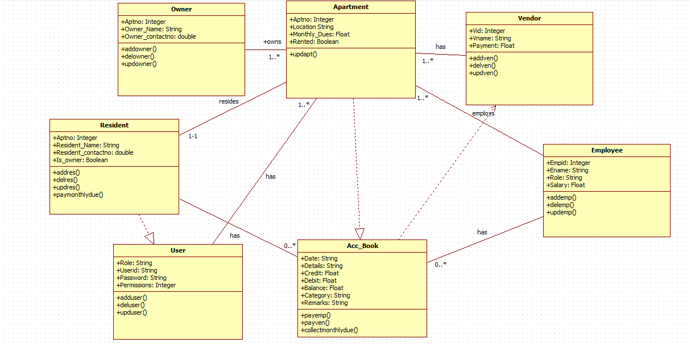 Owner
+Aptno: Integer
+Owner_Name: String
+Owner_contactno: double
+addowner()
+delowner()
+updowner()
+owns
1..*
Apartment
+Aptno: Integer
+Location String
+Monthly_Dues: Float
+Rented: Boolean
+updapt()
has
1..*
Vendor
+Vid: Integer
+Vname: String
+Payment: Float
+addven()
+delven()
+updven()
resides
1-1
1..*
1..*
employs
Resident
+Aptno: Integer
+Resident_Name: String
+Resident_contactno: double
+Is_owner: Boolean
+addres()
+delres()
+updres()
+paymonthlydue()
has
Employee
+Empid: Integer
+Ename: String
+Role: String
+Salary: Float
+addemp()
+delemp()
+updemp()
has
0..*
has
0..*
User
+Role: String
+Userid: String
+Password: String
+Permissions: Integer
+adduser()
+deluser()
+upduser()
Acc_Book
+Date: String
+Details: String
+Credit: Float
+Debit: Float
+Balance: Float
+Category: String
+Remarks: String
+payemp()
+payven()
+collectmonthlydue()